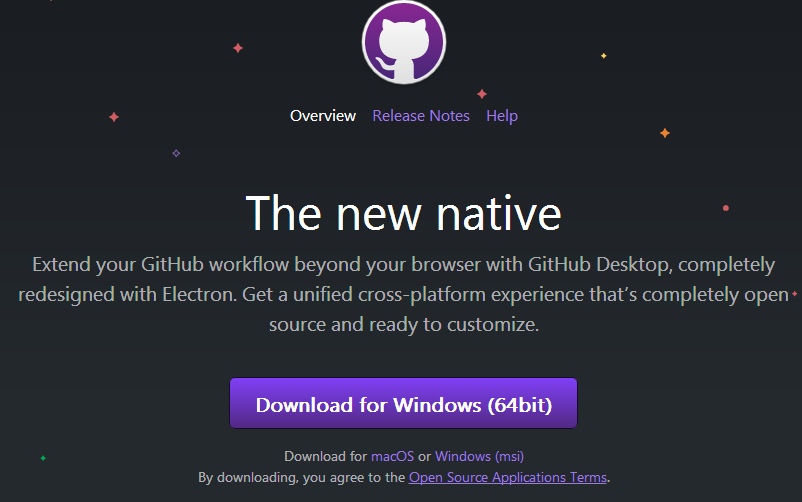 Overview Release Notes Help
The new native
Extend your GitHub workflow beyond your browser with GitHub Desktop, completely
redesigned with Electron. Get a unified cross-platform experience that’s completely open
source and ready to customize.
Download for Windows (64bit)
Download for macOS or Windows (msi)
By downloading, you agree to the Open Source Applications Terms.